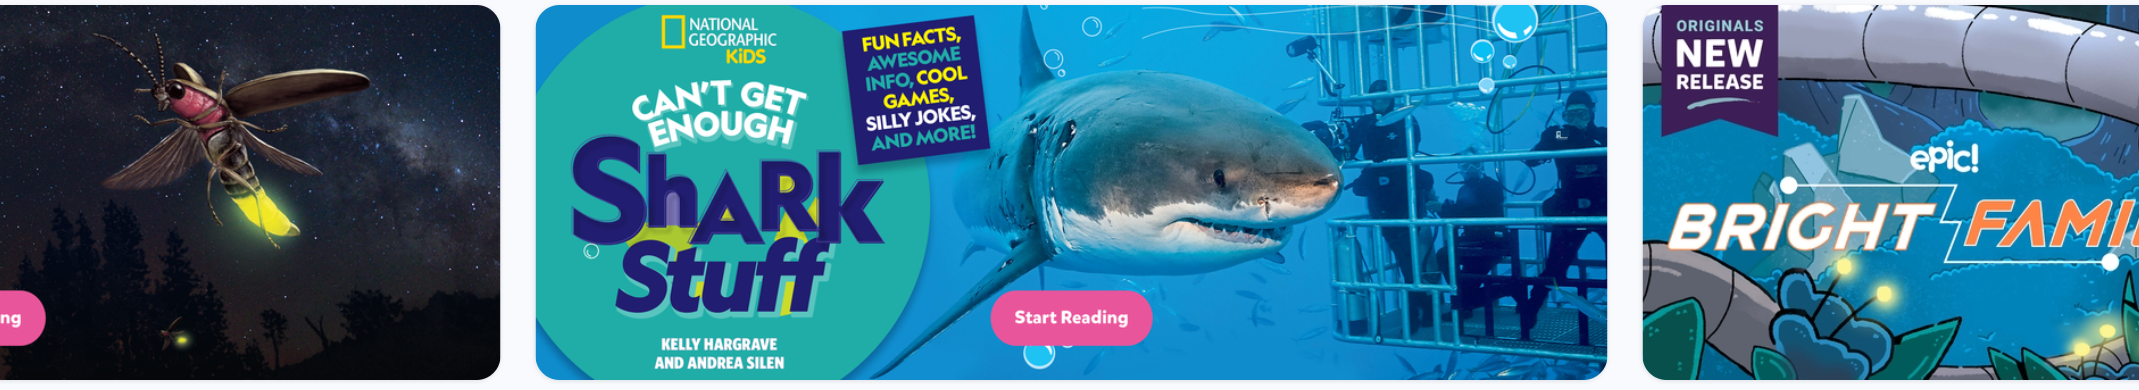 ng
NATIONAL
GEOGRAPHIC
KiDS
CAN'T GET
ENOUGH
ShARk
Stuff
KELLY HARGRAVE
AND ANDREA SILEN
FUN FACTS,
AWESOME
INFO, COOL
GAMES,
SILLY JOKES,
AND MORE!
Start Reading
ORIGINALS
NEW
RELEASE
epic!
BRIGHT FAMI